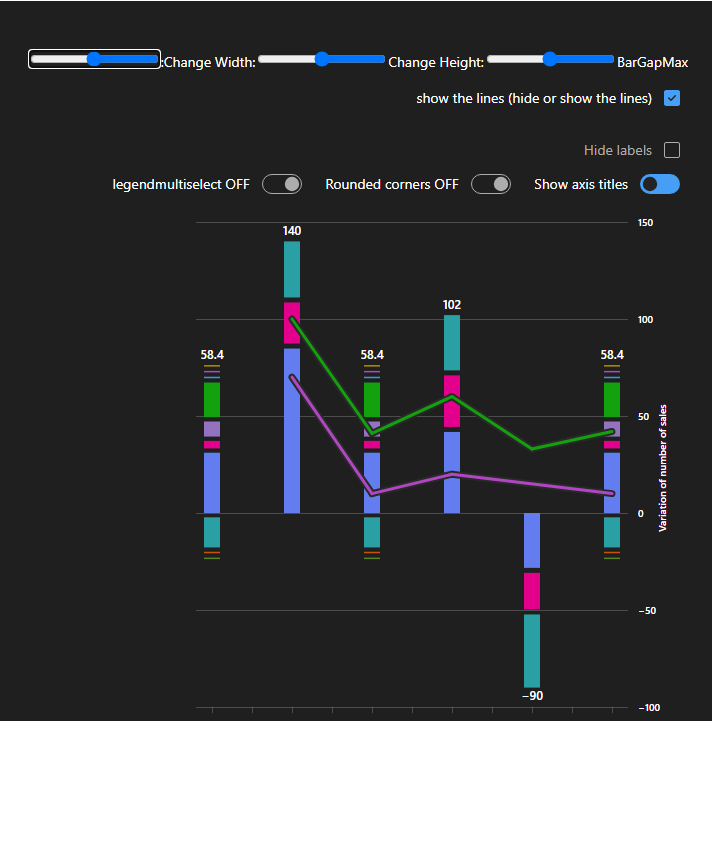 :Change Width: Change Height: BarGapMax
show the lines (hide or show the lines)
Hide labels
legendmultiselect OFF Rounded corners OFF Show axis titles
150
140
102
100
58.4 58.4 58.4
50
Variation of number of sales
0
−50
−90
−100